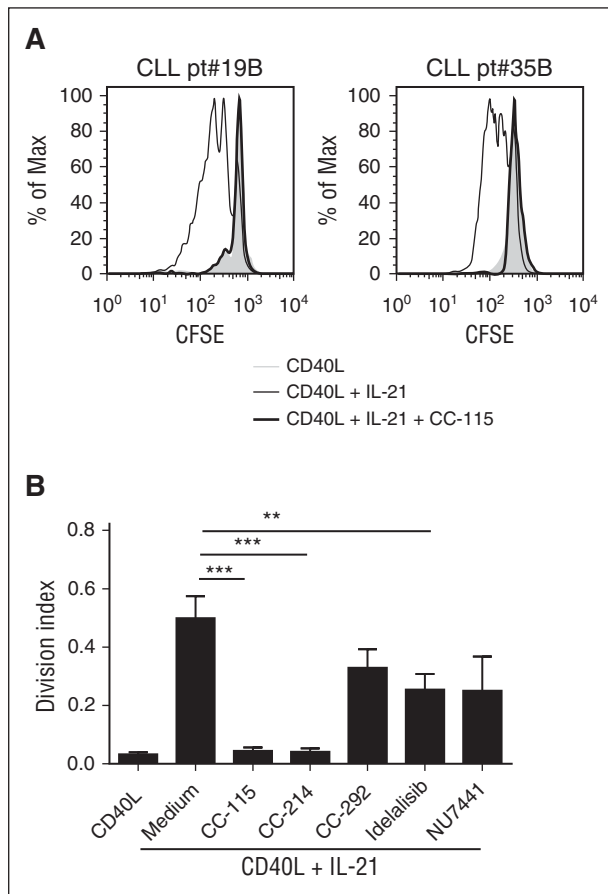 A
CLL pt#19B
CLL pt#35B
% of Max
100
80
60
40
20
0
10⁰ 10¹ 10² 10³ 10⁴
CFSE
% of Max
100
80
60
40
20
0
10⁰ 10¹ 10² 10³ 10⁴
CFSE
CD40L
CD40L + IL-21
CD40L + IL-21 + CC-115
B
**
***
***
Division index
0.8
0.6
0.4
0.2
0.0
CD40L
Medium
CC-115
CC-214
CC-292
Idelalisib
NU7441
CD40L + IL-21